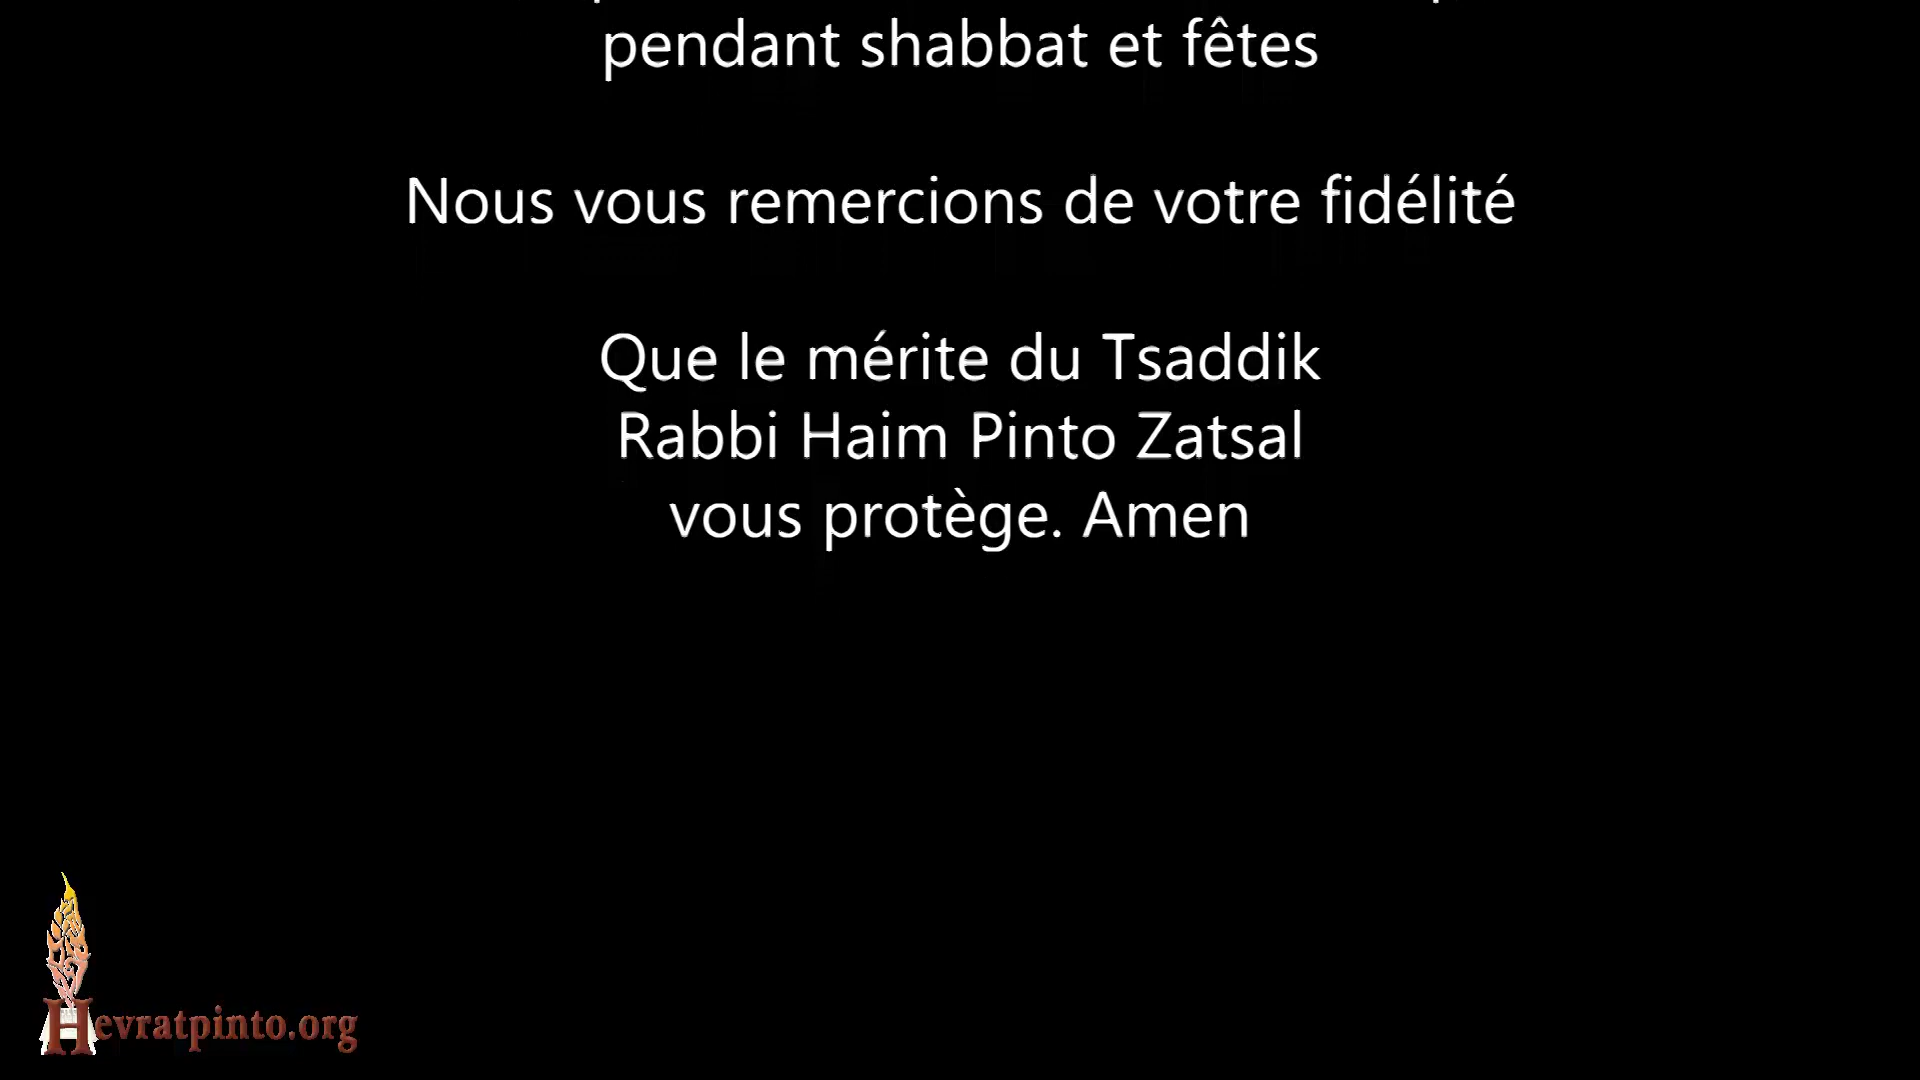 pendant shabbat et fêtes
Nous vous remercions de votre fidélité
Que le mérite du Tsaddik
Rabbi Haim Pinto Zatsal
vous protège. Amen
Hevratpinto.org